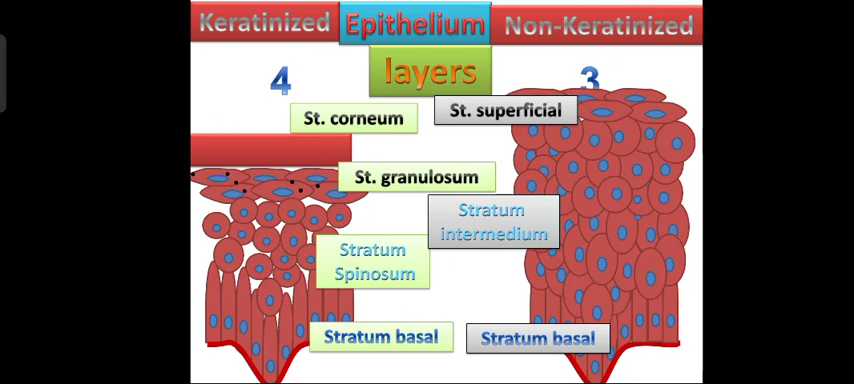 Keratinized
Epithelium
Non-Keratinized
layers
4
3
St. corneum
St. superficial
St. granulosum
Stratum
intermedium
Stratum
Spinosum
Stratum basal
Stratum basal